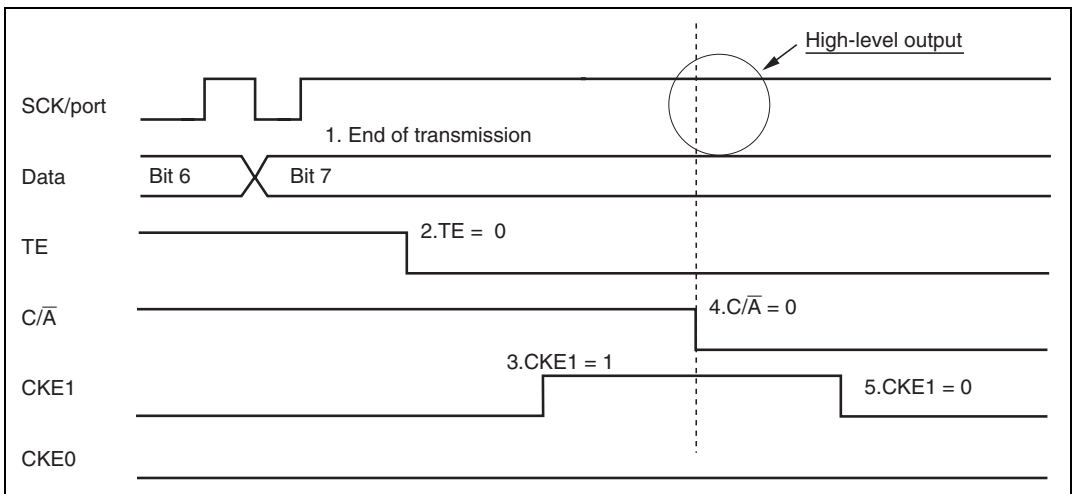 High-level output
SCK/port
1. End of transmission
Data
Bit 6
Bit 7
TE
2.TE = 0
C/A̅
4.C/A̅ = 0
3.CKE1 = 1
CKE1
5.CKE1 = 0
CKE0